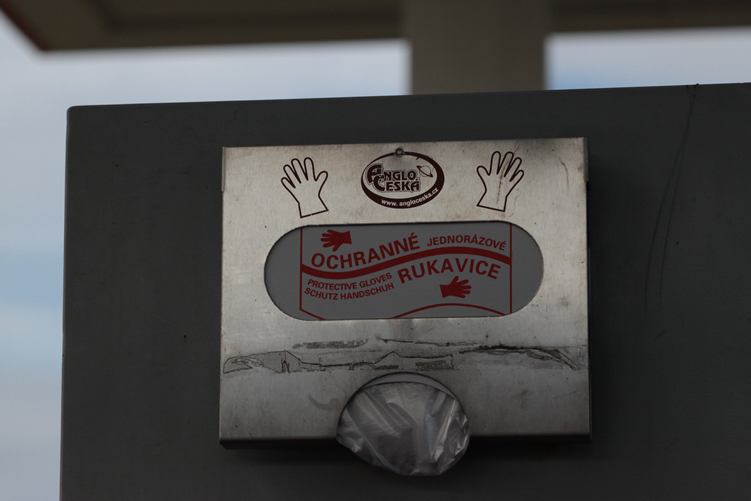 ANGLO
ČESKÁ
www.angloceska.cz
OCHRANNÉ JEDNORÁZOVÉ
RUKAVICE
PROTECTIVE GLOVES
SCHUTZ HANDSCHUH